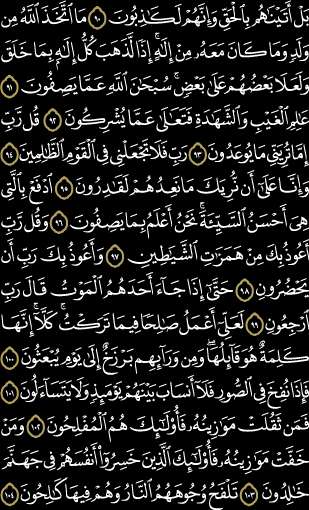 بَلْ أَتَيْنَٰهُم بِٱلْحَقِّ وَإِنَّهُمْ لَكَٰذِبُونَ ۝٩٠ مَا ٱتَّخَذَ ٱللَّهُ مِن
وَلَدٍ وَمَا كَانَ مَعَهُۥ مِنْ إِلَٰهٍ ۚ إِذًا لَّذَهَبَ كُلُّ إِلَٰهٍۭ بِمَا خَلَقَ
وَلَعَلَا بَعْضُهُمْ عَلَىٰ بَعْضٍ ۚ سُبْحَٰنَ ٱللَّهِ عَمَّا يَصِفُونَ ۝٩١
عَٰلِمِ ٱلْغَيْبِ وَٱلشَّهَٰدَةِ فَتَعَٰلَىٰ عَمَّا يُشْرِكُونَ ۝٩٢ قُل رَّبِّ
إِمَّا تُرِيَنِّى مَا يُوعَدُونَ ۝٩٣ رَبِّ فَلَا تَجْعَلْنِى فِى ٱلْقَوْمِ ٱلظَّٰلِمِينَ ۝٩٤
وَإِنَّا عَلَىٰٓ أَن نُّرِيَكَ مَا نَعِدُهُمْ لَقَٰدِرُونَ ۝٩٥ ٱدْفَعْ بِٱلَّتِى
هِىَ أَحْسَنُ ٱلسَّيِّئَةَ ۚ نَحْنُ أَعْلَمُ بِمَا يَصِفُونَ ۝٩٦ وَقُل رَّبِّ
أَعُوذُ بِكَ مِنْ هَمَزَٰتِ ٱلشَّيَٰطِينِ ۝٩٧ وَأَعُوذُ بِكَ رَبِّ أَن
يَحْضُرُونِ ۝٩٨ حَتَّىٰٓ إِذَا جَآءَ أَحَدَهُمُ ٱلْمَوْتُ قَالَ رَبِّ
ٱرْجِعُونِ ۝٩٩ لَعَلِّىٓ أَعْمَلُ صَٰلِحًا فِيمَا تَرَكْتُ ۚ كَلَّآ ۚ إِنَّهَا
كَلِمَةٌ هُوَ قَآئِلُهَا ۖ وَمِن وَرَآئِهِم بَرْزَخٌ إِلَىٰ يَوْمِ يُبْعَثُونَ ۝١٠٠
فَإِذَا نُفِخَ فِى ٱلصُّورِ فَلَآ أَنسَابَ بَيْنَهُمْ يَوْمَئِذٍ وَلَا يَتَسَآءَلُونَ ۝١٠١
فَمَن ثَقُلَتْ مَوَٰزِينُهُۥ فَأُو۟لَٰٓئِكَ هُمُ ٱلْمُفْلِحُونَ ۝١٠٢ وَمَنْ
خَفَّتْ مَوَٰزِينُهُۥ فَأُو۟لَٰٓئِكَ ٱلَّذِينَ خَسِرُوٓا۟ أَنفُسَهُمْ فِى جَهَنَّمَ
خَٰلِدُونَ ۝١٠٣ تَلْفَحُ وُجُوهَهُمُ ٱلنَّارُ وَهُمْ فِيهَا كَٰلِحُونَ ۝١٠٤